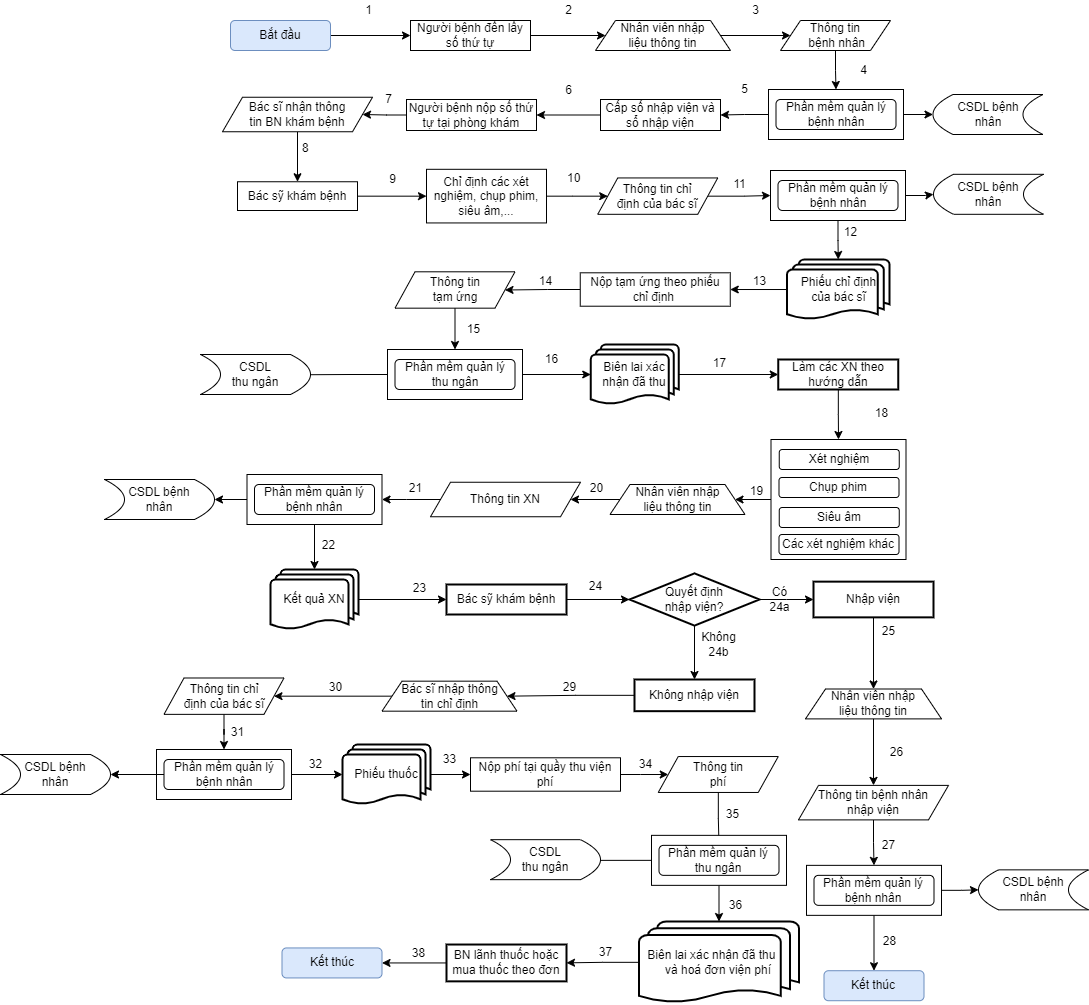 1
2
3
Bắt đầu
Người bệnh đến lấy
số thứ tự
Nhân viên nhập
liệu thông tin
Thông tin
bệnh nhân
4
5
6
7
Bác sĩ nhận thông
tin BN khám bệnh
Người bệnh nộp số thứ
tự tại phòng khám
Cấp số nhập viện và
sổ nhập viện
Phần mềm quản lý
bệnh nhân
CSDL bệnh
nhân
8
9
10
11
Bác sỹ khám bệnh
Chỉ định các xét
nghiệm, chụp phim,
siêu âm,...
Thông tin chỉ
định của bác sĩ
Phần mềm quản lý
bệnh nhân
CSDL bệnh
nhân
12
13
14
Thông tin
tạm ứng
Nộp tạm ứng theo phiếu
chỉ định
Phiếu chỉ định
của bác sĩ
15
16
17
CSDL
thu ngân
Phần mềm quản lý
thu ngân
Biên lai xác
nhận đã thu
Làm các XN theo
hướng dẫn
18
Xét nghiệm
Chụp phim
Siêu âm
Các xét nghiệm khác
19
20
21
CSDL bệnh
nhân
Phần mềm quản lý
bệnh nhân
Thông tin XN
Nhân viên nhập
liệu thông tin
22
23
24
Kết quả XN
Bác sỹ khám bệnh
Quyết định
nhập viện?
Có
24a
Nhập viện
Không
24b
25
Không nhập viện
29
30
Thông tin chỉ
định của bác sĩ
Bác sĩ nhập thông
tin chỉ định
Nhân viên nhập
liệu thông tin
31
26
32
33
34
CSDL bệnh
nhân
Phần mềm quản lý
bệnh nhân
Phiếu thuốc
Nộp phí tại quầy thu viện
phí
Thông tin
phí
Thông tin bệnh nhân
nhập viện
35
27
CSDL
thu ngân
Phần mềm quản lý
thu ngân
Phần mềm quản lý
bệnh nhân
CSDL bệnh
nhân
36
28
37
38
Kết thúc
BN lãnh thuốc hoặc
mua thuốc theo đơn
Biên lai xác nhận đã thu
và hoá đơn viện phí
Kết thúc